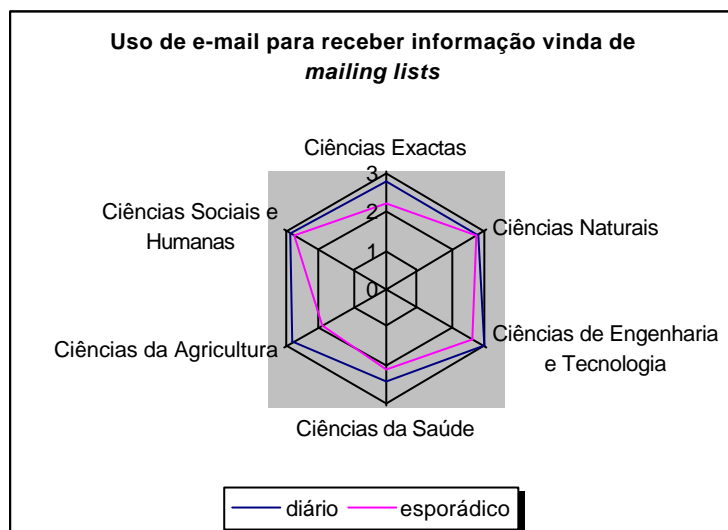 Uso de e-mail para receber informação vinda de
mailing lists
Ciências Exactas
3
2
1
0
Ciências Sociais e
Humanas
Ciências Naturais
Ciências da Agricultura
Ciências de Engenharia
e Tecnologia
Ciências da Saúde
diário
esporádico